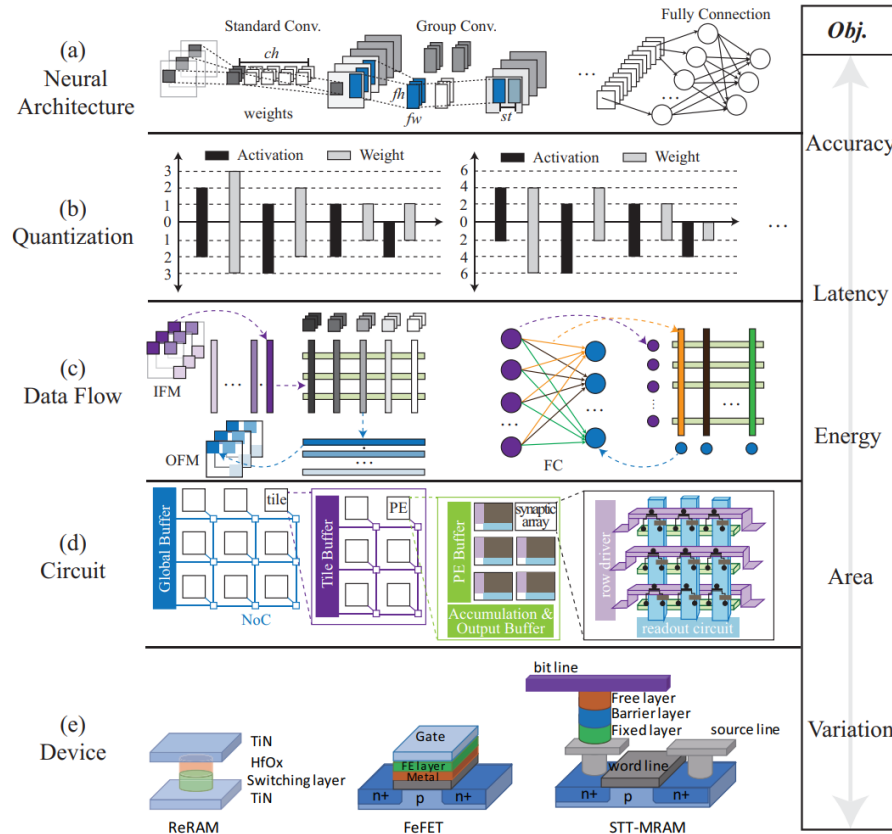 Obj.
(a)
Neural
Architecture
Standard Conv.
Group Conv.
Fully Connection
ch
weights
fh
fw
st
...
...
Accuracy
(b)
Quantization
Activation
Weight
3
2
1
0
1
2
3
Activation
Weight
6
4
2
0
2
4
6
...
Latency
(c)
Data Flow
IFM
...
OFM
...
...
...
FC
...
Energy
(d)
Circuit
Global Buffer
tile
NoC
Tile Buffer
PE
PE Buffer
synaptic
array
Accumulation &
Output Buffer
row driver
readout circuit
Area
(e)
Device
TiN
HfOx
Switching layer
TiN
ReRAM
Gate
FE layer
Metal
n+
p
n+
FeFET
bit line
Free layer
Barrier layer
Fixed layer
source line
word line
n+
p
n+
STT-MRAM
Variation